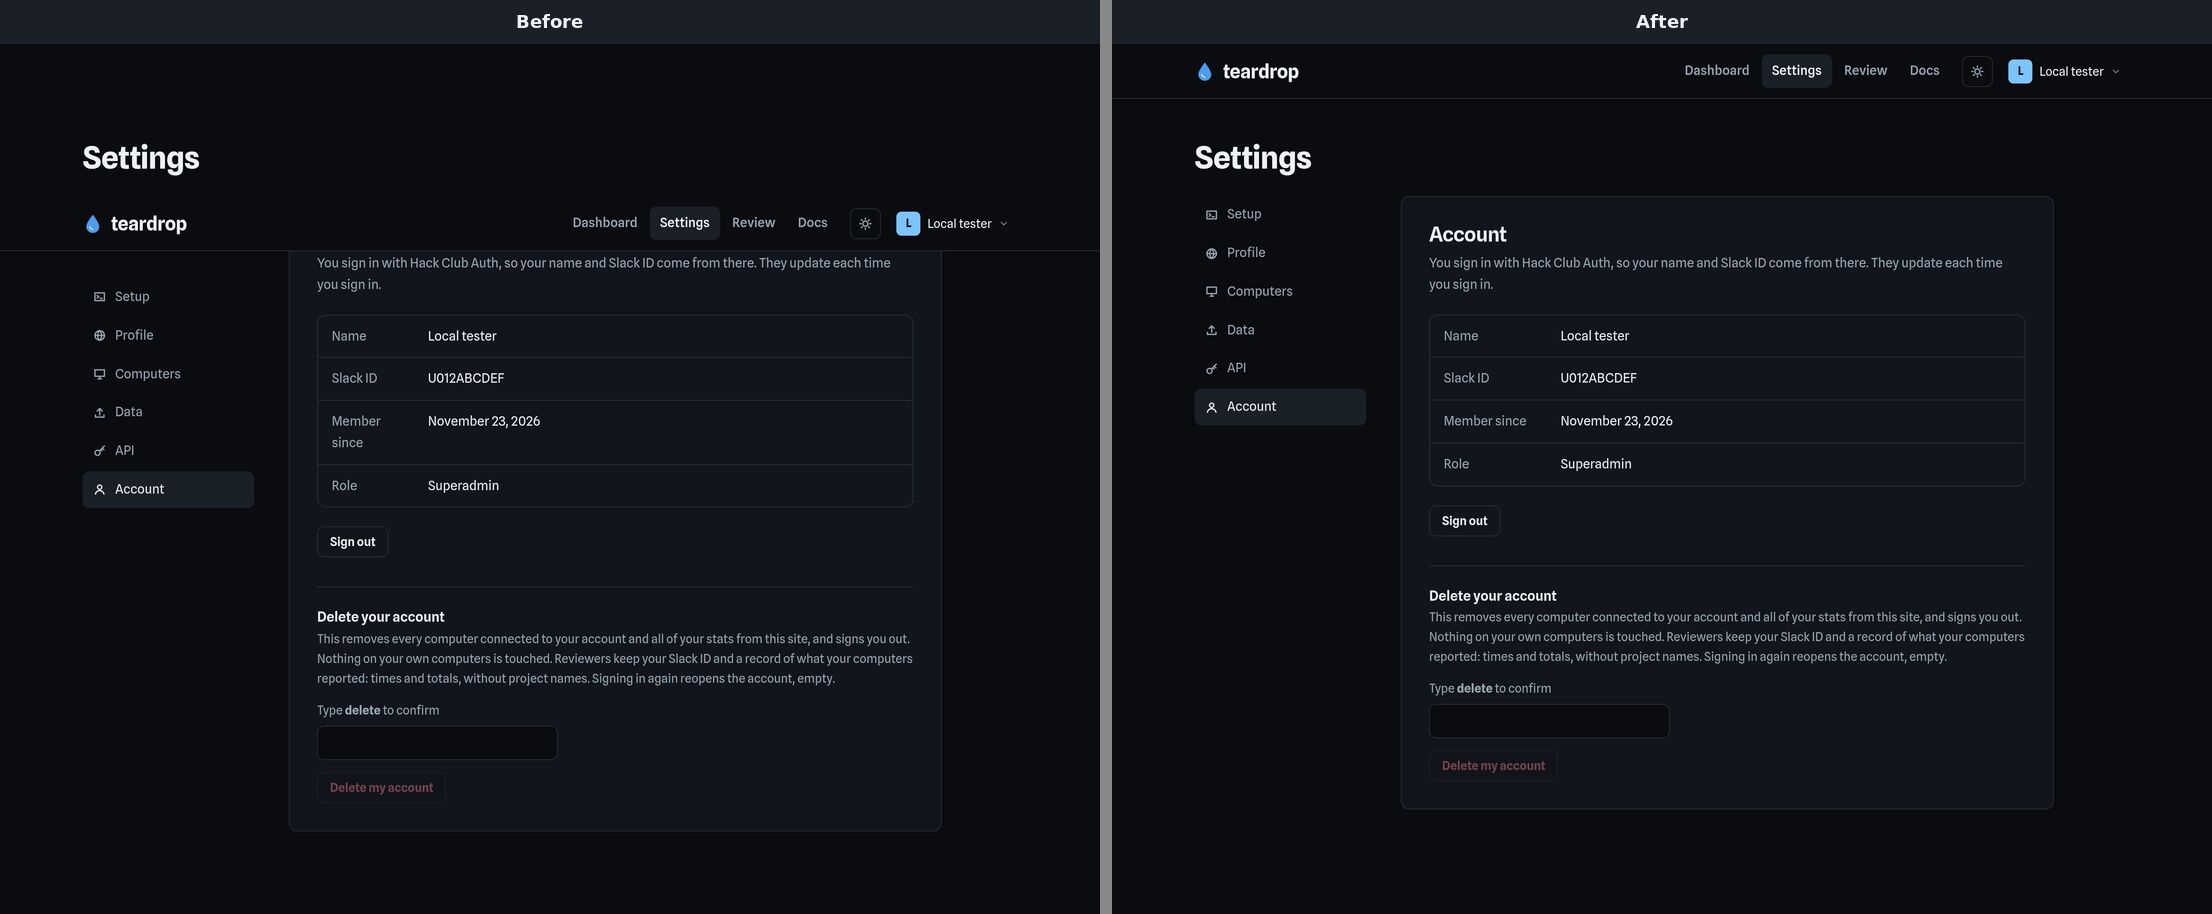 Before
Settings
teardrop
Dashboard
Settings
Review
Docs
L
Local tester
You sign in with Hack Club Auth, so your name and Slack ID come from there. They update each time
you sign in.
Setup
Profile
Computers
Data
API
Account
Name
Local tester
Slack ID
U012ABCDEF
Member
since
November 23, 2026
Role
Superadmin
Sign out
Delete your account
This removes every computer connected to your account and all of your stats from this site, and signs you out.
Nothing on your own computers is touched. Reviewers keep your Slack ID and a record of what your computers
reported: times and totals, without project names. Signing in again reopens the account, empty.
Type delete to confirm
Delete my account
After
teardrop
Dashboard
Settings
Review
Docs
L
Local tester
Settings
Setup
Profile
Computers
Data
API
Account
Account
You sign in with Hack Club Auth, so your name and Slack ID come from there. They update each time
you sign in.
Name
Local tester
Slack ID
U012ABCDEF
Member since
November 23, 2026
Role
Superadmin
Sign out
Delete your account
This removes every computer connected to your account and all of your stats from this site, and signs you out.
Nothing on your own computers is touched. Reviewers keep your Slack ID and a record of what your computers
reported: times and totals, without project names. Signing in again reopens the account, empty.
Type delete to confirm
Delete my account